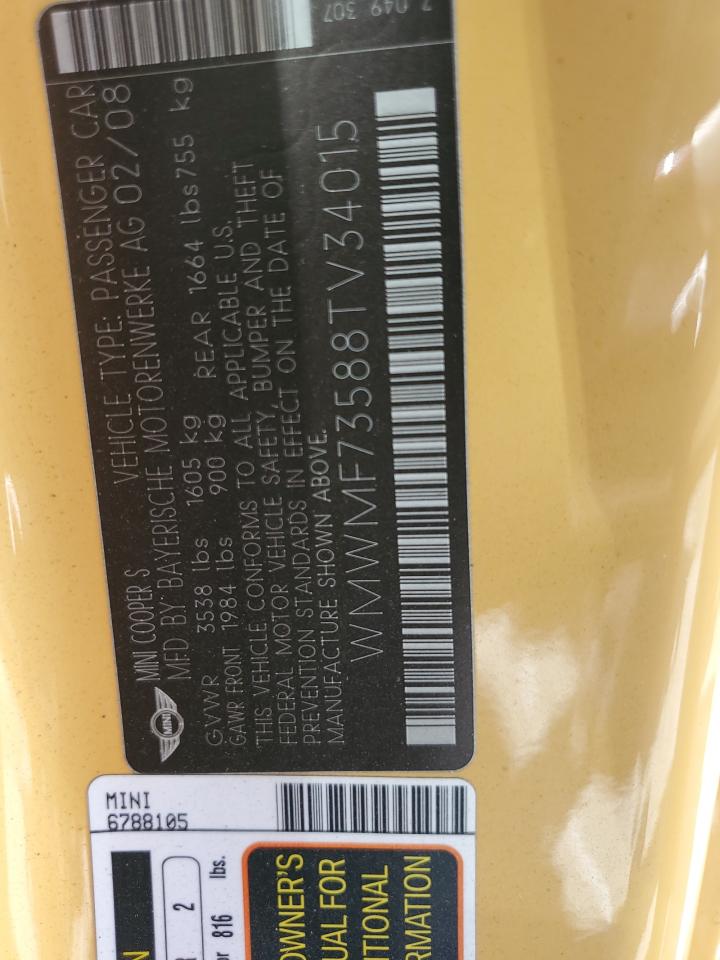 7 049 307
MINI COOPER S VEHICLE TYPE: PASSENGER CAR
MFD BY BAYERISCHE MOTORENWERKE AG 02/08
GVWR 3538 lbs 1605 kg
GAWR FRONT 1984 lbs 900 kg REAR 1664 lbs 755 kg
THIS VEHICLE CONFORMS TO ALL APPLICABLE U.S.
FEDERAL MOTOR VEHICLE SAFETY, BUMPER AND THEFT
PREVENTION STANDARDS IN EFFECT ON THE DATE OF
MANUFACTURE SHOWN ABOVE.
WMWMF73588TV34015
MINI
MINI
6788105
N
R 2
or 816 lbs.
OWNER'S
UAL FOR
ITIONAL
RMATION